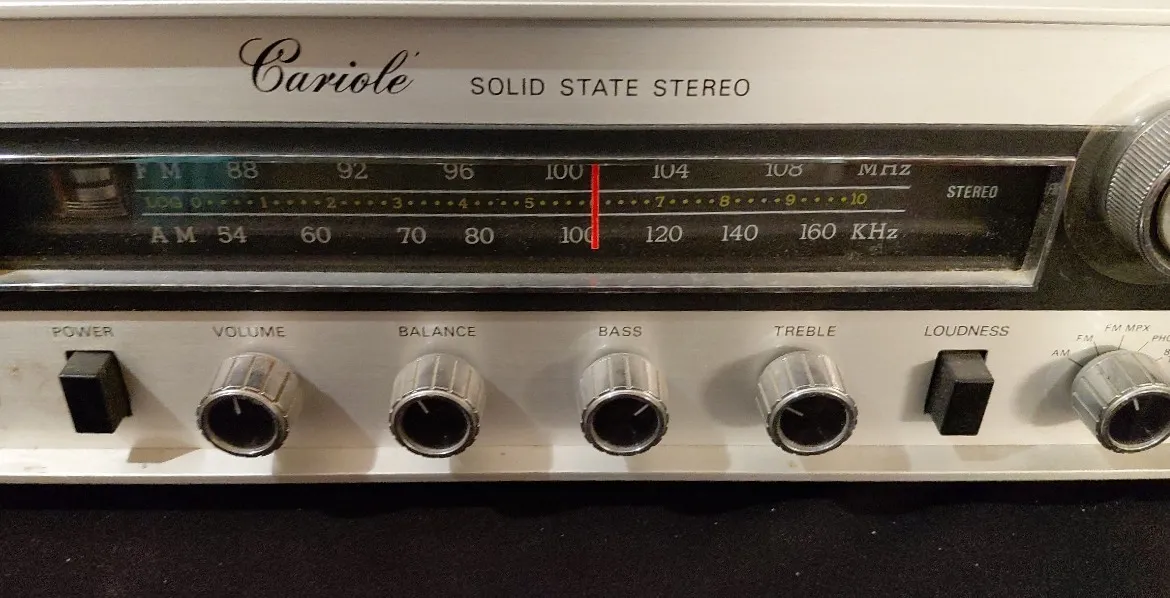 Cariolé
SOLID STATE STEREO
FM 88 92 96 100 104 108 MHz
LOG 0 1 2 3 4 5 7 8 9 10
STEREO
AM 54 60 70 80 100 120 140 160 KHz
POWER VOLUME BALANCE BASS TREBLE LOUDNESS
AM FM FM MPX